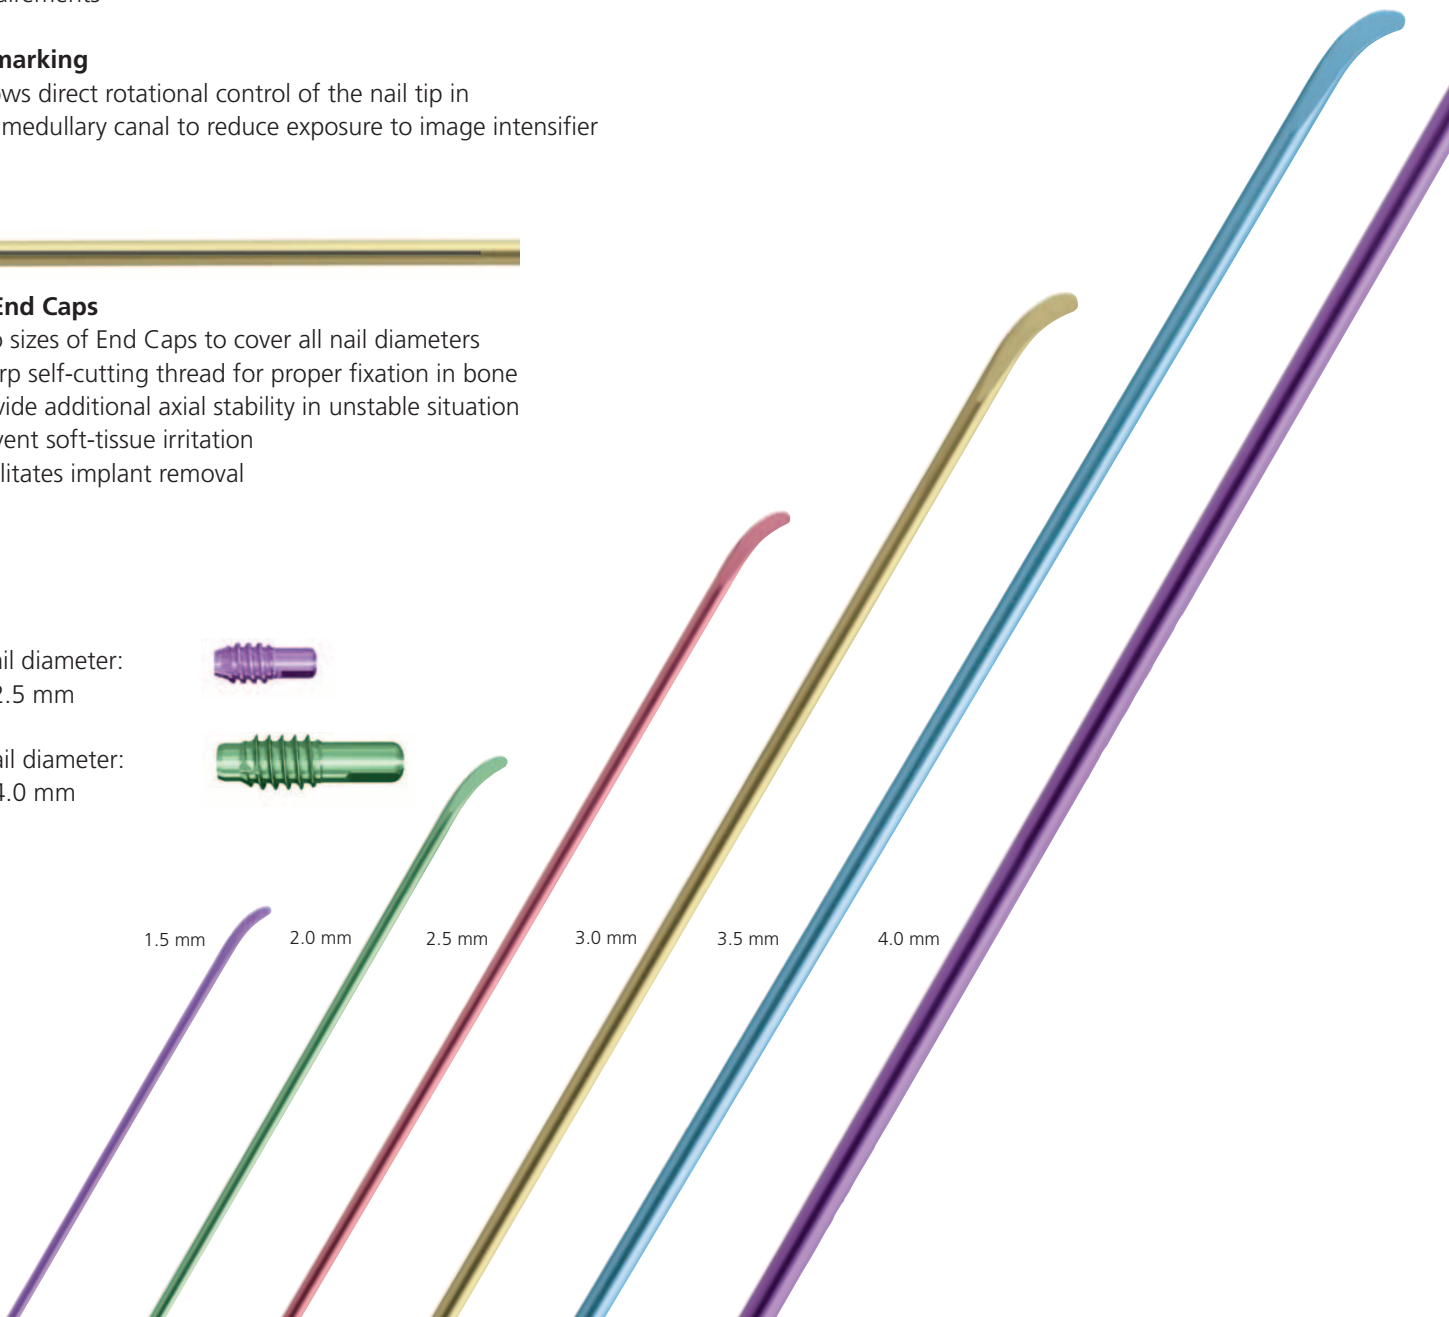 uirements
marking
ows direct rotational control of the nail tip in
medullary canal to reduce exposure to image intensifier
End Caps
o sizes of End Caps to cover all nail diameters
rp self-cutting thread for proper fixation in bone
vide additional axial stability in unstable situation
vent soft-tissue irritation
litates implant removal
ail diameter:
2.5 mm
ail diameter:
4.0 mm
1.5 mm 2.0 mm 2.5 mm 3.0 mm 3.5 mm 4.0 mm